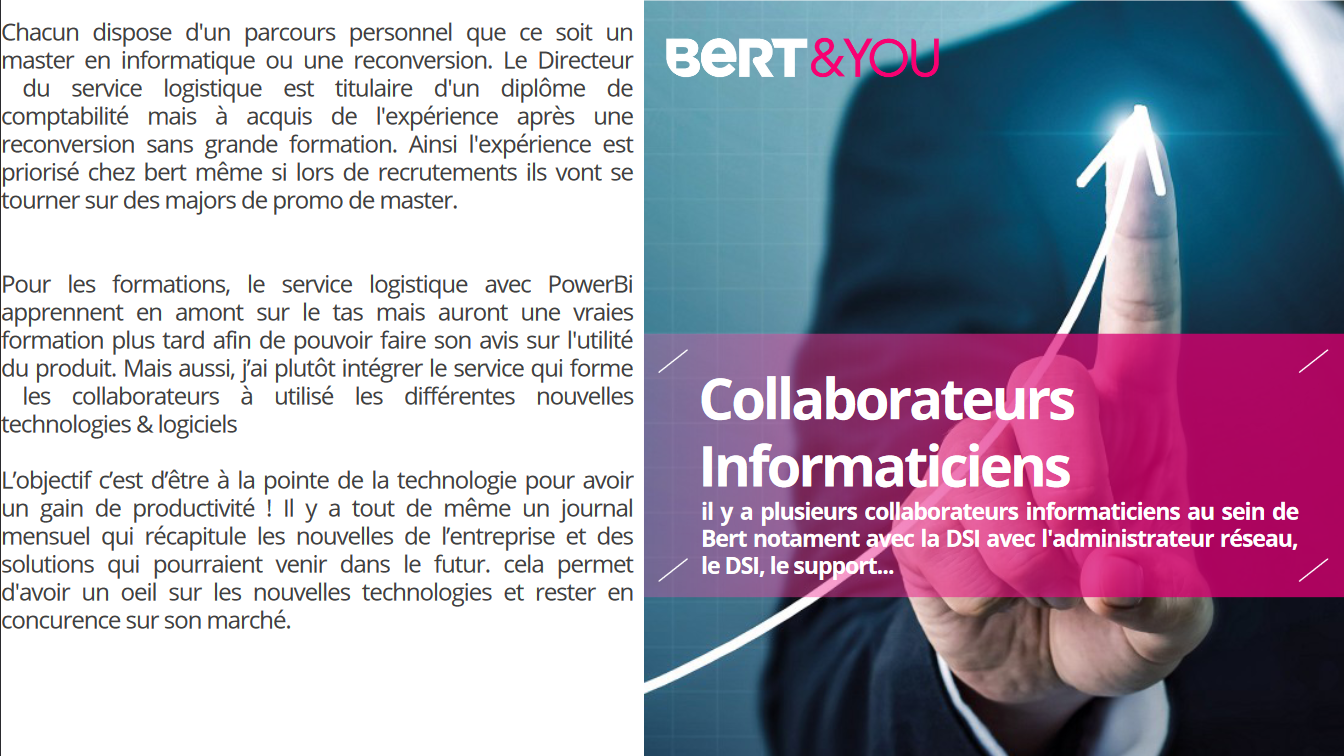 Chacun dispose d'un parcours personnel que ce soit un
master en informatique ou une reconversion. Le Directeur
du service logistique est titulaire d'un diplôme de
comptabilité mais à acquis de l'expérience après une
reconversion sans grande formation. Ainsi l'expérience est
priorisé chez bert même si lors de recrutements ils vont se
tourner sur des majors de promo de master.
Pour les formations, le service logistique avec PowerBi
apprennent en amont sur le tas mais auront une vraies
formation plus tard afin de pouvoir faire son avis sur l'utilité
du produit. Mais aussi, j’ai plutôt intégrer le service qui forme
les collaborateurs à utilisé les différentes nouvelles
technologies & logiciels
L’objectif c’est d’être à la pointe de la technologie pour avoir
un gain de productivité ! Il y a tout de même un journal
mensuel qui récapitule les nouvelles de l’entreprise et des
solutions qui pourraient venir dans le futur. cela permet
d'avoir un oeil sur les nouvelles technologies et rester en
concurence sur son marché.
BERT&YOU
Collaborateurs
Informaticiens
il y a plusieurs collaborateurs informaticiens au sein de
Bert notament avec la DSI avec l'administrateur réseau,
le DSI, le support...